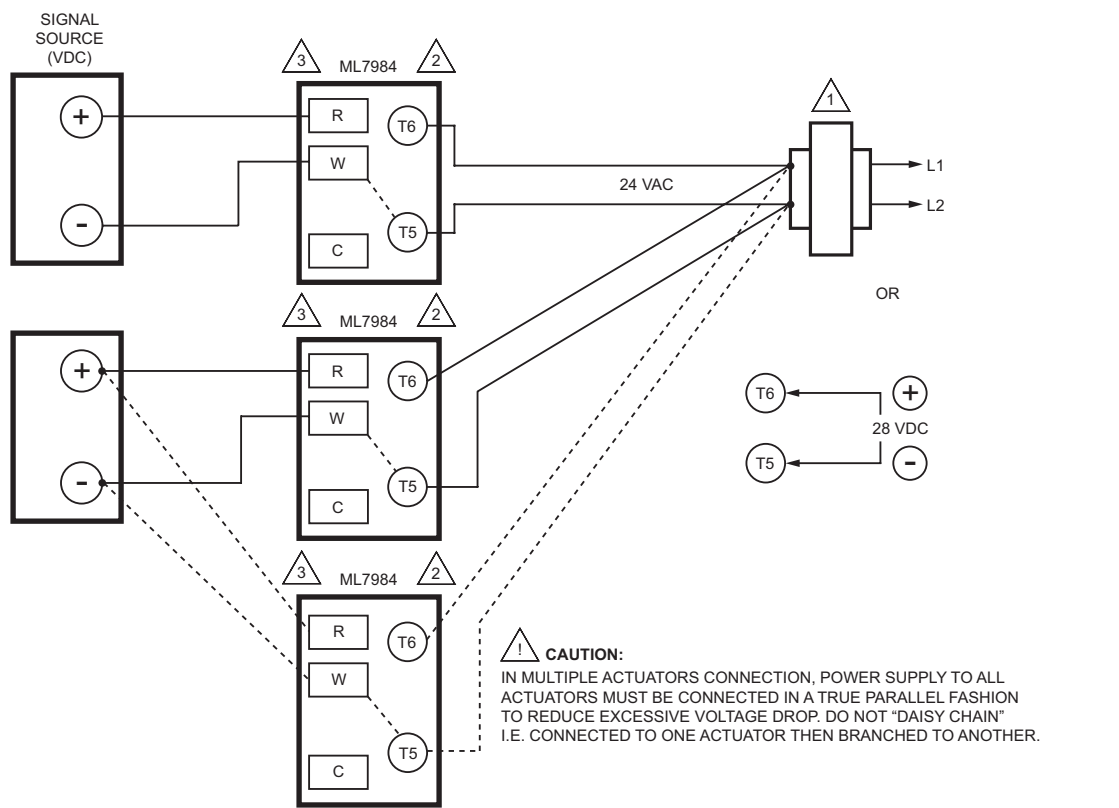 SIGNAL
SOURCE
(VDC)
+
-
3
ML7984
2
R
W
C
T6
T5
24 VAC
1
L1
L2
OR
+
-
3
ML7984
2
R
W
C
T6
T5
T6
+
28 VDC
T5
-
3
ML7984
2
R
W
C
T6
T5
! CAUTION:
IN MULTIPLE ACTUATORS CONNECTION, POWER SUPPLY TO ALL
ACTUATORS MUST BE CONNECTED IN A TRUE PARALLEL FASHION
TO REDUCE EXCESSIVE VOLTAGE DROP. DO NOT “DAISY CHAIN”
I.E. CONNECTED TO ONE ACTUATOR THEN BRANCHED TO ANOTHER.